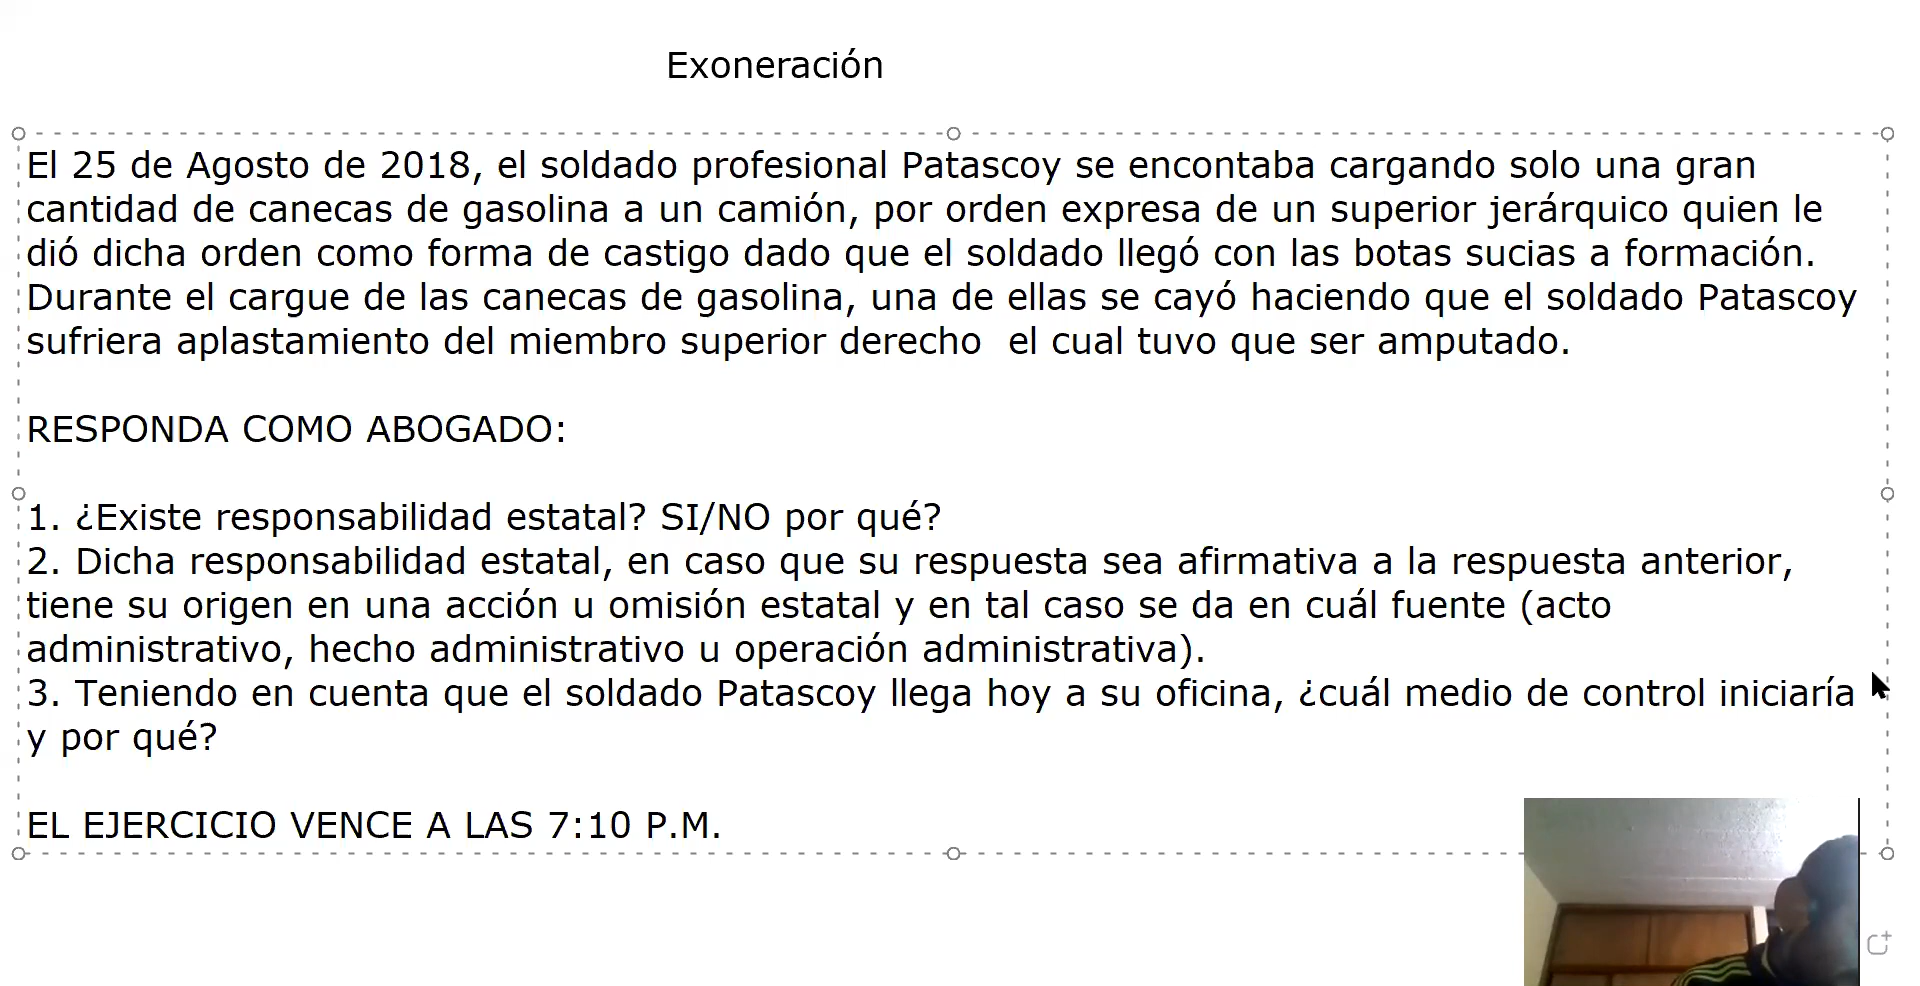 Exoneración
El 25 de Agosto de 2018, el soldado profesional Patascoy se encontaba cargando solo una gran
cantidad de canecas de gasolina a un camión, por orden expresa de un superior jerárquico quien le
dió dicha orden como forma de castigo dado que el soldado llegó con las botas sucias a formación.
Durante el cargue de las canecas de gasolina, una de ellas se cayó haciendo que el soldado Patascoy
sufriera aplastamiento del miembro superior derecho  el cual tuvo que ser amputado.
RESPONDA COMO ABOGADO:
1. ¿Existe responsabilidad estatal? SI/NO por qué?
2. Dicha responsabilidad estatal, en caso que su respuesta sea afirmativa a la respuesta anterior,
tiene su origen en una acción u omisión estatal y en tal caso se da en cuál fuente (acto
administrativo, hecho administrativo u operación administrativa).
3. Teniendo en cuenta que el soldado Patascoy llega hoy a su oficina, ¿cuál medio de control iniciaría
y por qué?
EL EJERCICIO VENCE A LAS 7:10 P.M.